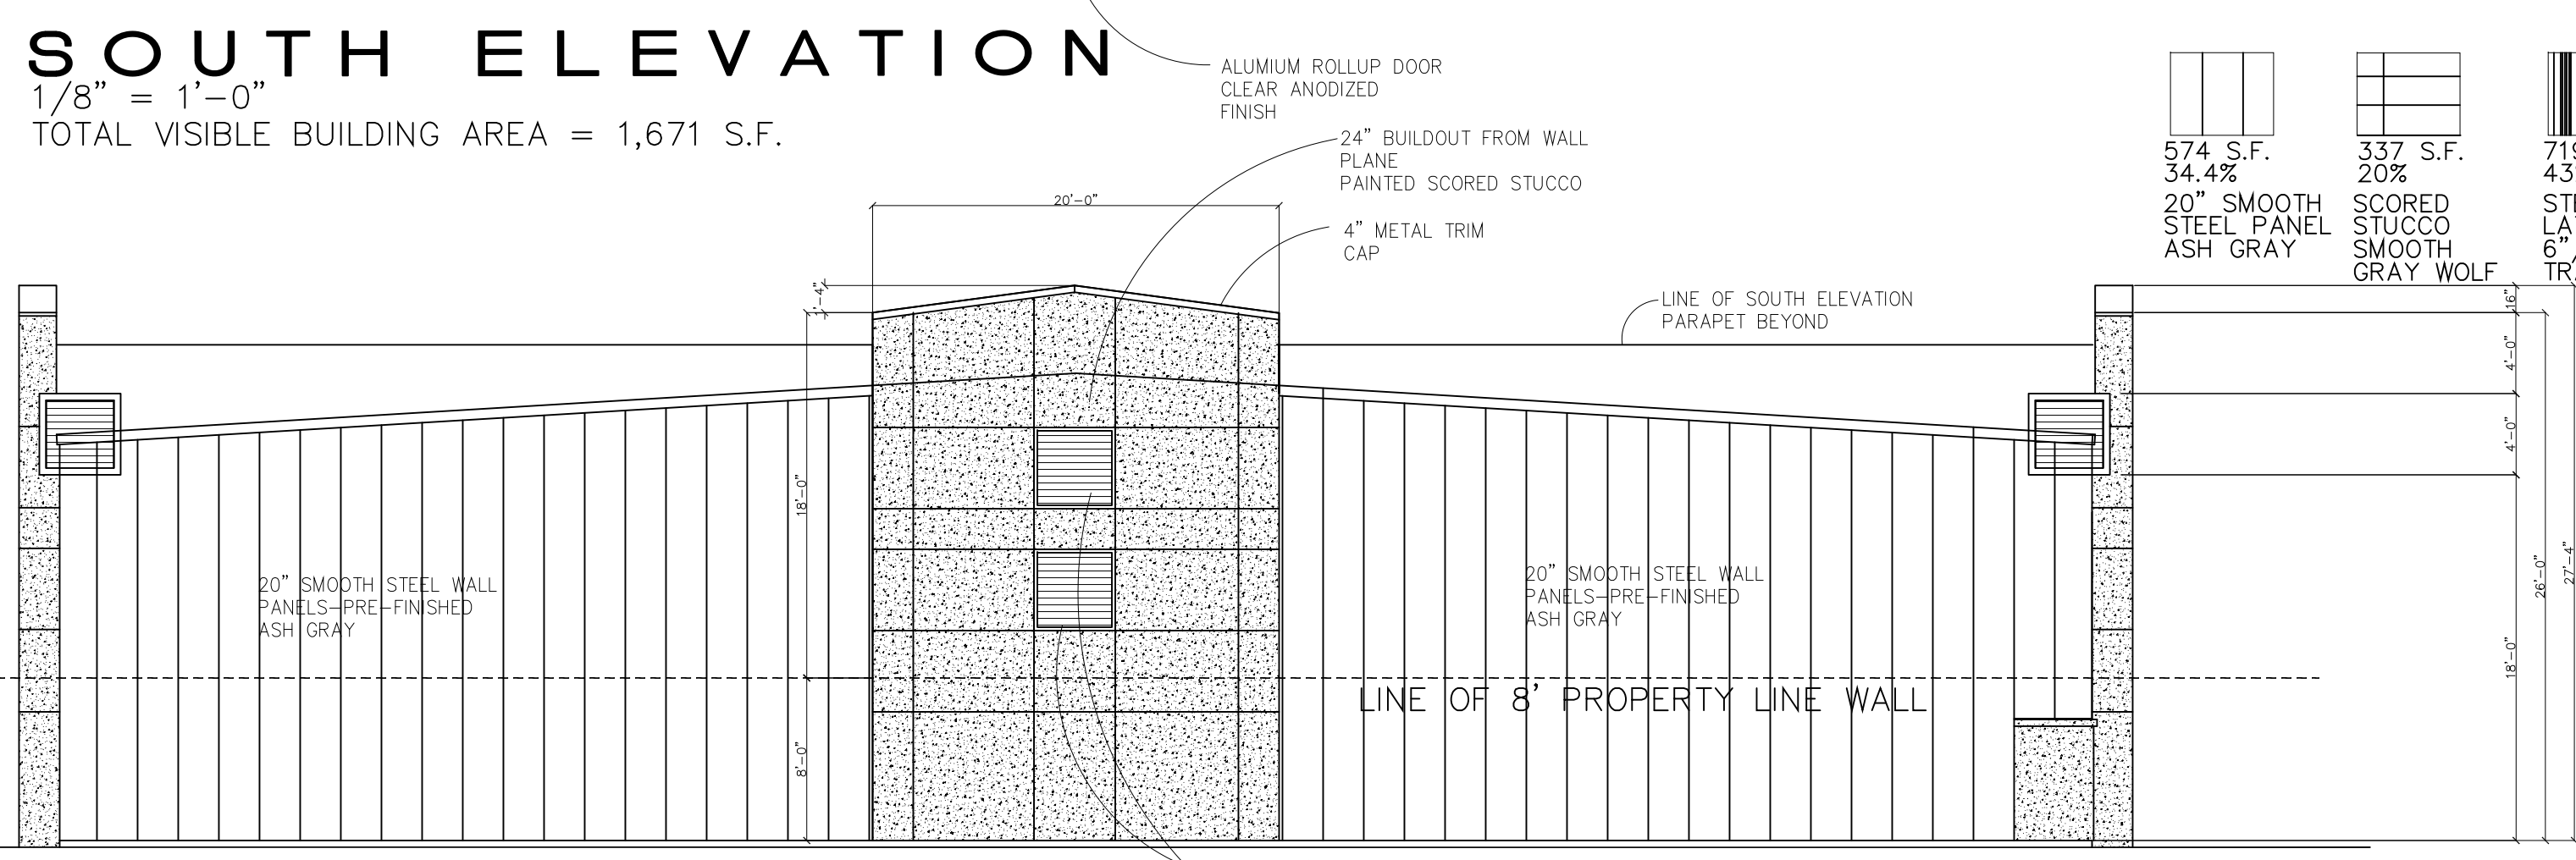 SOUTH ELEVATION
1/8" = 1'-0"
TOTAL VISIBLE BUILDING AREA = 1,671 S.F.
ALUMIUM ROLLUP DOOR
CLEAR ANODIZED
FINISH
24" BUILDOUT FROM WALL
PLANE
PAINTED SCORED STUCCO
4" METAL TRIM
CAP
20'-0"
LINE OF SOUTH ELEVATION
PARAPET BEYOND
574 S.F.
34.4%
20" SMOOTH
STEEL PANEL
ASH GRAY
337 S.F.
20%
SCORED
STUCCO
SMOOTH
GRAY WOLF
719
43
6"
18'-0"
8'-0"
20" SMOOTH STEEL WALL
PANELS-PRE-FINISHED
ASH GRAY
20" SMOOTH STEEL WALL
PANELS-PRE-FINISHED
ASH GRAY
LINE OF 8' PROPERTY LINE WALL
16"
4'-0"
4'-0"
18'-0"
26'-0"
27'-4"